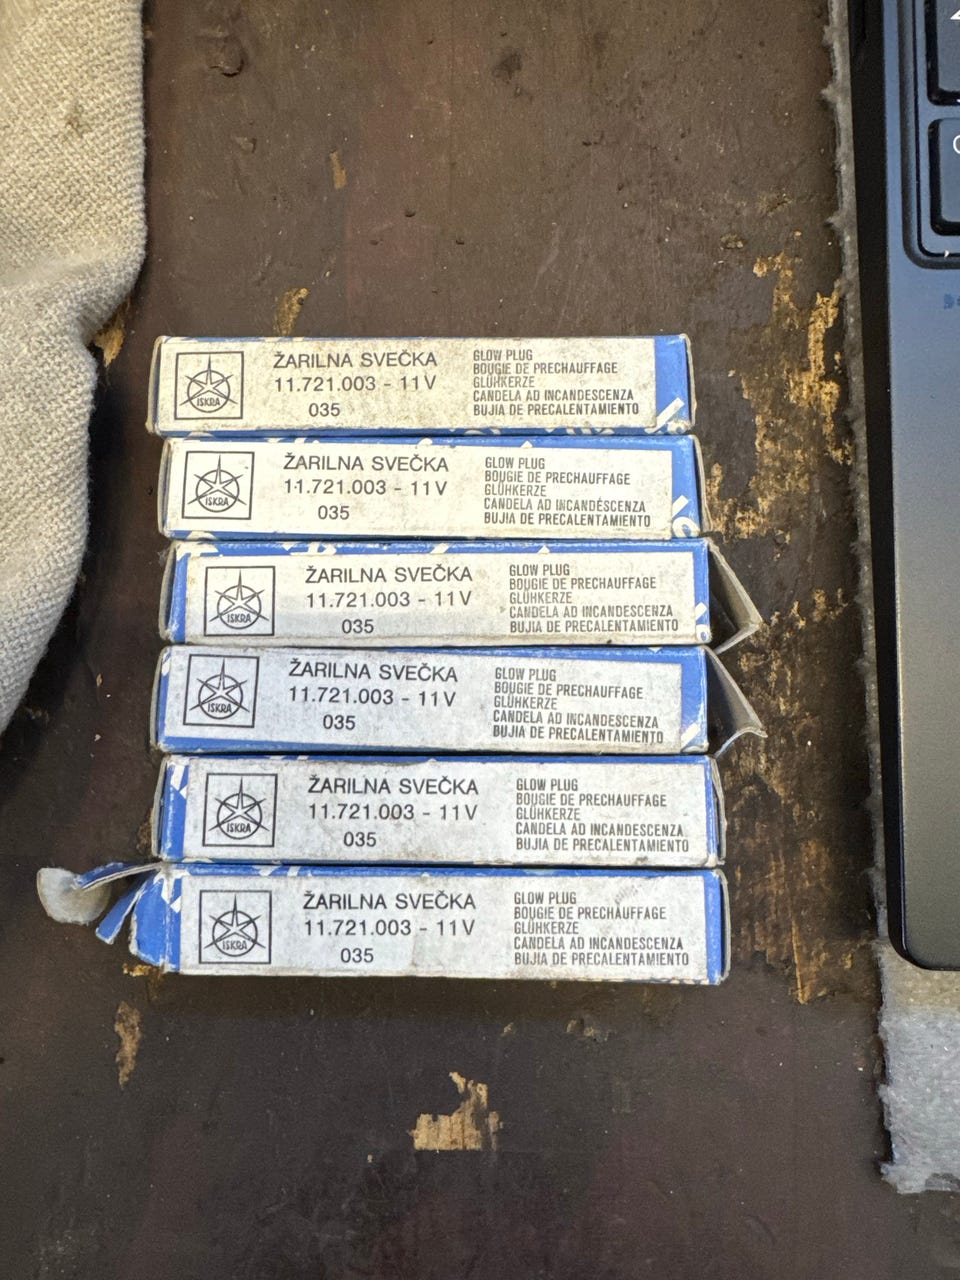 ISKRA
ŽARILNA SVEČKA
11.721.003 - 11V
035
GLOW PLUG
BOUGIE DE PRECHAUFFAGE
GLÜHKERZE
CANDELA AD INCANDESCENZA
BUJIA DE PRECALENTAMIENTO
ISKRA
ŽARILNA SVEČKA
11.721.003 - 11V
035
GLOW PLUG
BOUGIE DE PRECHAUFFAGE
GLÜHKERZE
CANDELA AD INCANDESCENZA
BUJIA DE PRECALENTAMIENTO
ISKRA
ŽARILNA SVEČKA
11.721.003 - 11V
035
GLOW PLUG
BOUGIE DE PRECHAUFFAGE
GLÜHKERZE
CANDELA AD INCANDESCENZA
BUJIA DE PRECALENTAMIENTO
ISKRA
ŽARILNA SVEČKA
11.721.003 - 11V
035
GLOW PLUG
BOUGIE DE PRECHAUFFAGE
GLÜHKERZE
CANDELA AD INCANDESCENZA
BUJIA DE PRECALENTAMIENTO
ISKRA
ŽARILNA SVEČKA
11.721.003 - 11V
035
GLOW PLUG
BOUGIE DE PRECHAUFFAGE
GLÜHKERZE
CANDELA AD INCANDESCENZA
BUJIA DE PRECALENTAMIENTO
ISKRA
ŽARILNA SVEČKA
11.721.003 - 11V
035
GLOW PLUG
BOUGIE DE PRECHAUFFAGE
GLÜHKERZE
CANDELA AD INCANDESCENZA
BUJIA DE PRECALENTAMIENTO